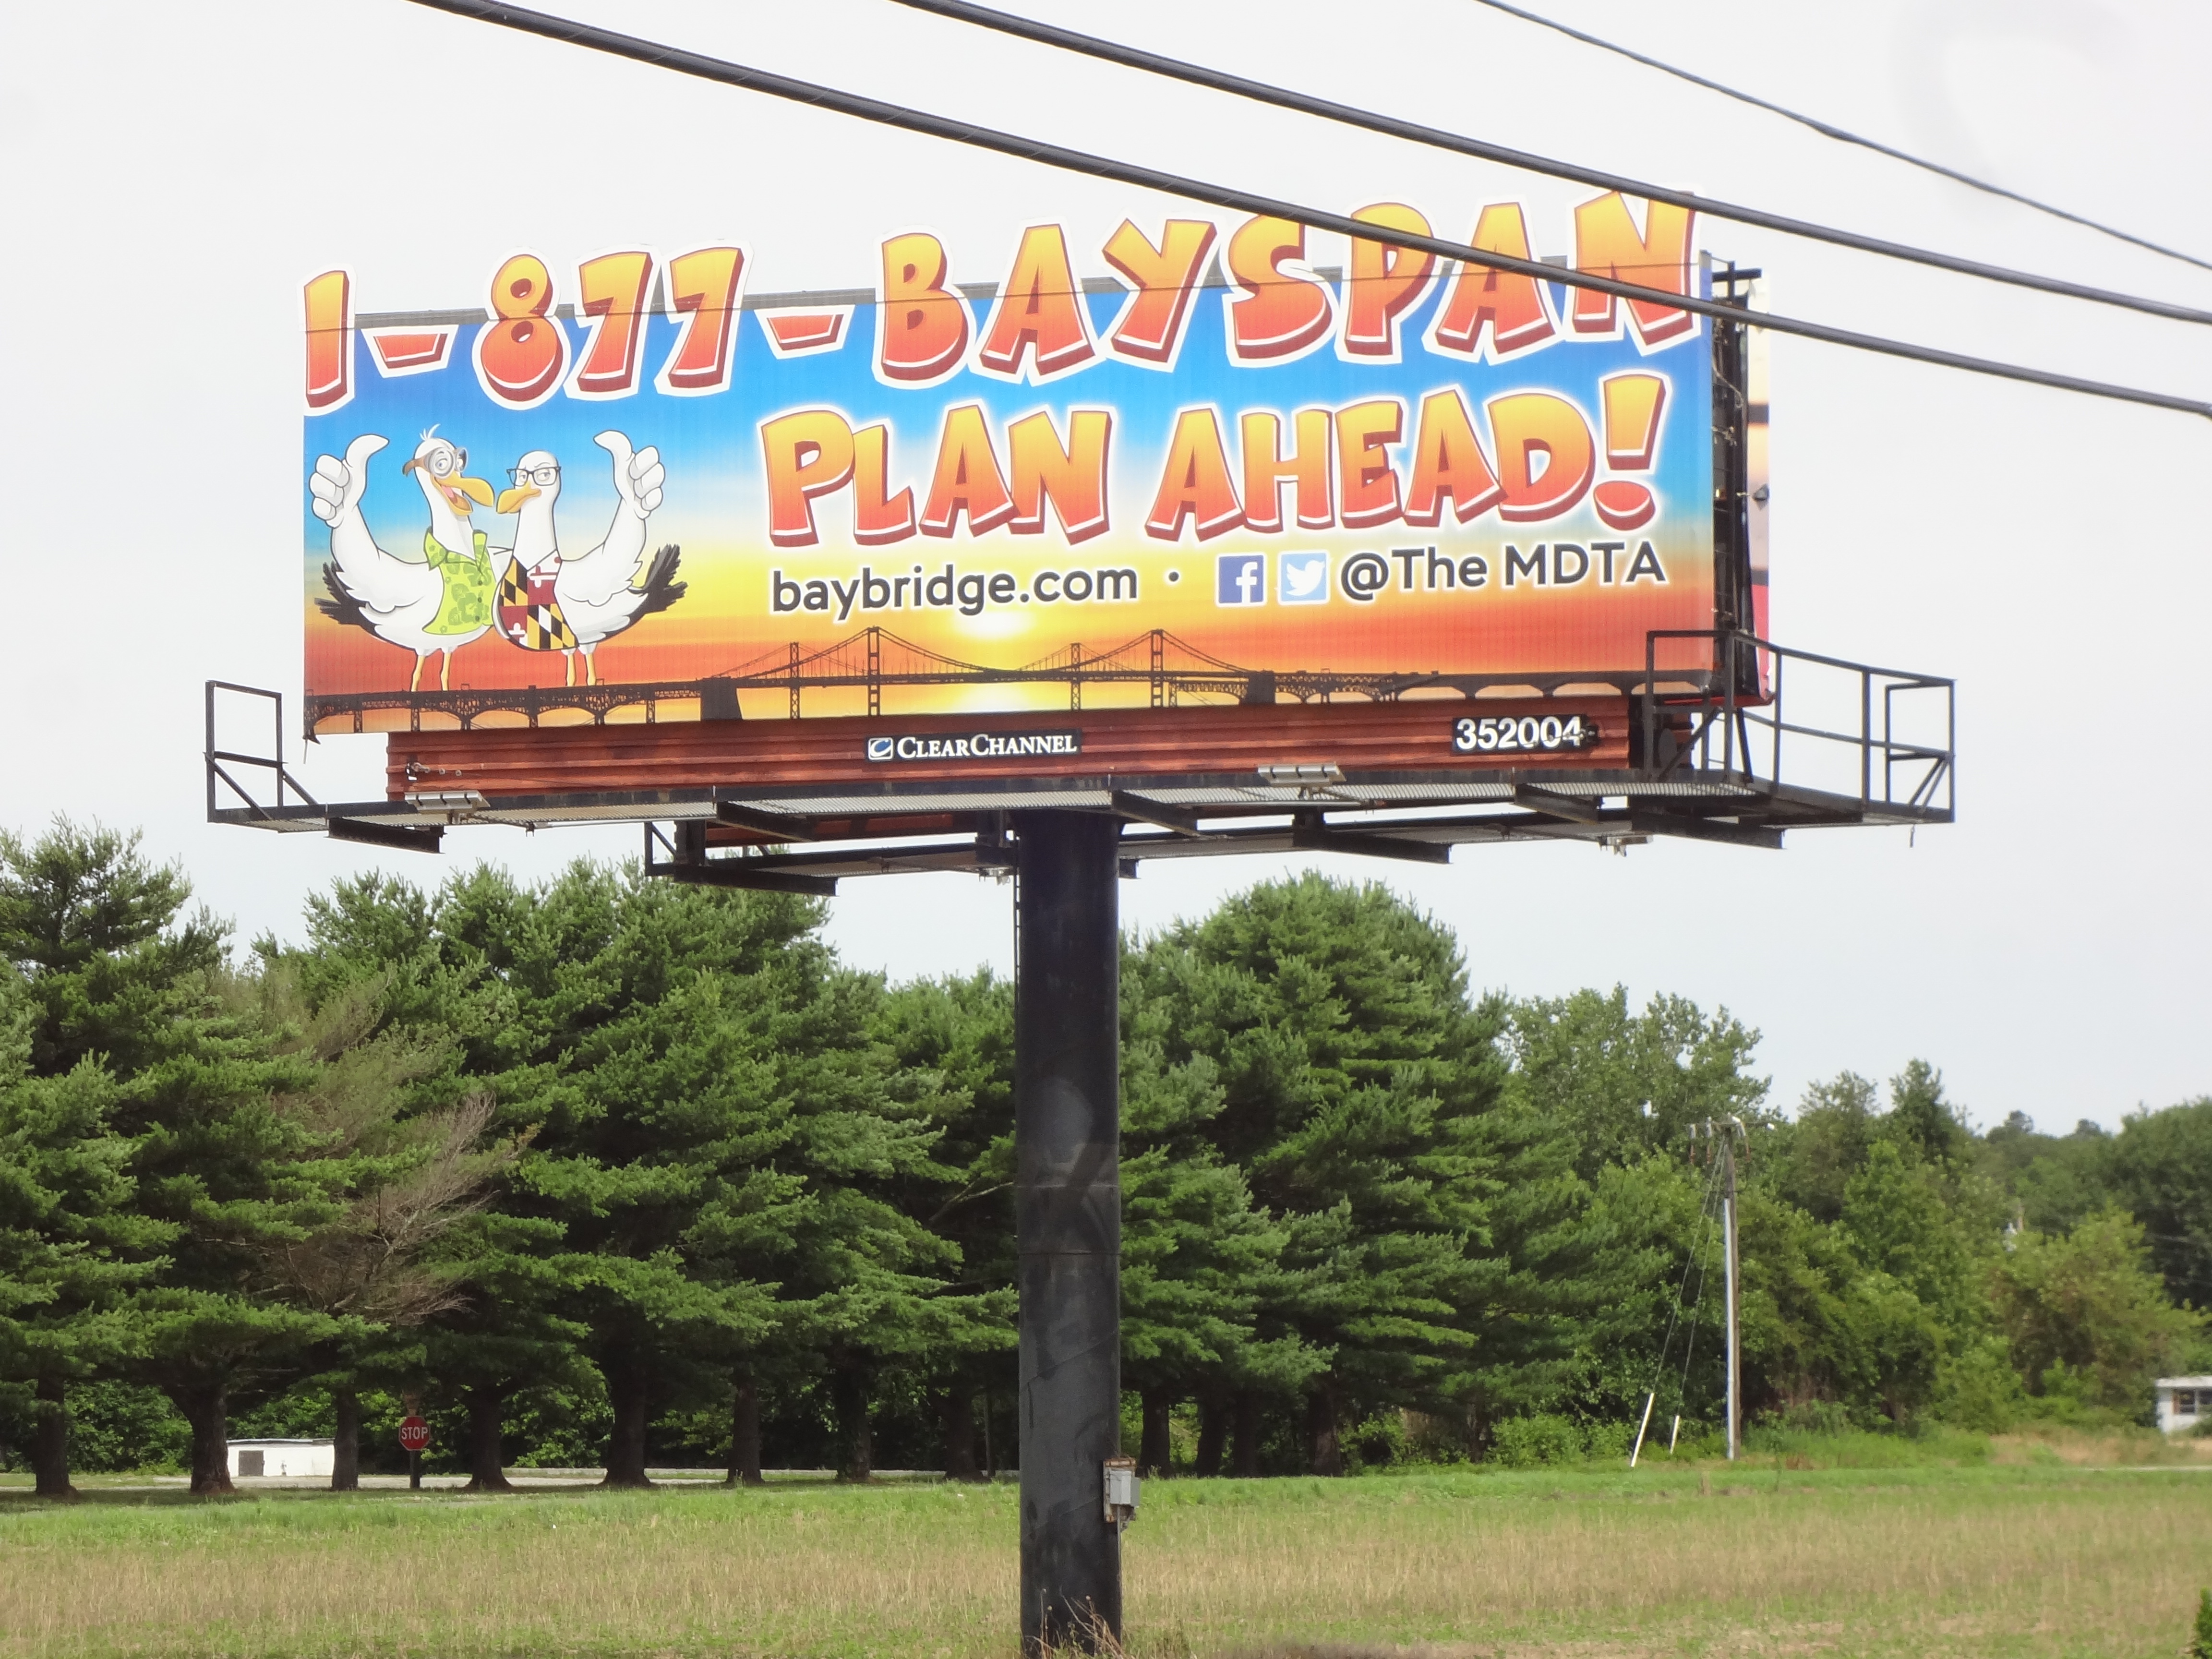 1-877-BAYSPAN
PLAN AHEAD!
baybridge.com • f @The MDTA
CLEARCHANNEL
352004
STOP